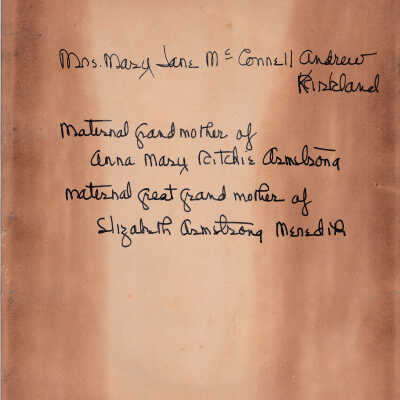 Mrs. Mary Jane McConnell Andrew
Kirkland
Maternal grandmother of
Anna Mary Ritchie Armstrong
Maternal great grand mother of
Elizabeth Armstrong Meredith